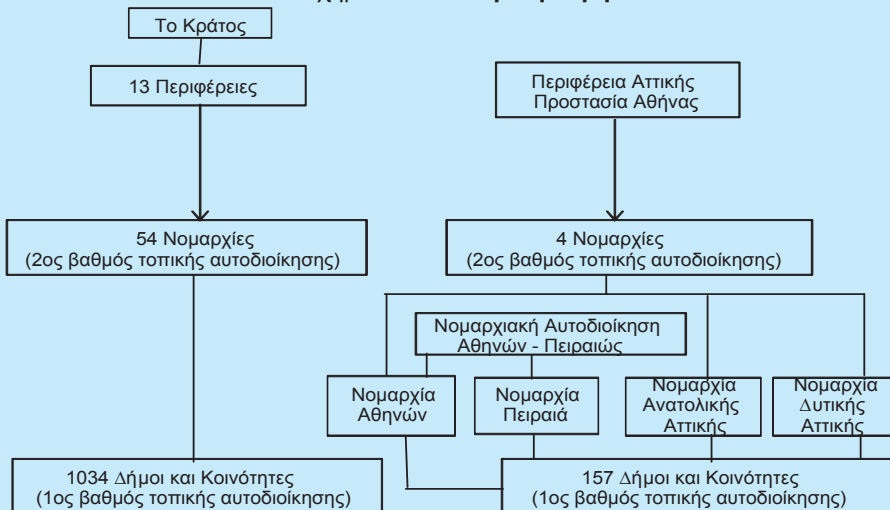 Το Κράτος
13 Περιφέρειες
Περιφέρεια Αττικής
Προστασία Αθήνας
54 Νομαρχίες
(2ος βαθμός τοπικής αυτοδιοίκησης)
4 Νομαρχίες
(2ος βαθμός τοπικής αυτοδιοίκησης)
Νομαρχιακή Αυτοδιοίκηση
Αθηνών - Πειραιώς
Νομαρχία
Αθηνών
Νομαρχία
Πειραιά
Νομαρχία
Ανατολικής
Αττικής
Νομαρχία
Δυτικής
Αττικής
1034 Δήμοι και Κοινότητες
(1ος βαθμός τοπικής αυτοδιοίκησης)
157 Δήμοι και Κοινότητες
(1ος βαθμός τοπικής αυτοδιοίκησης)